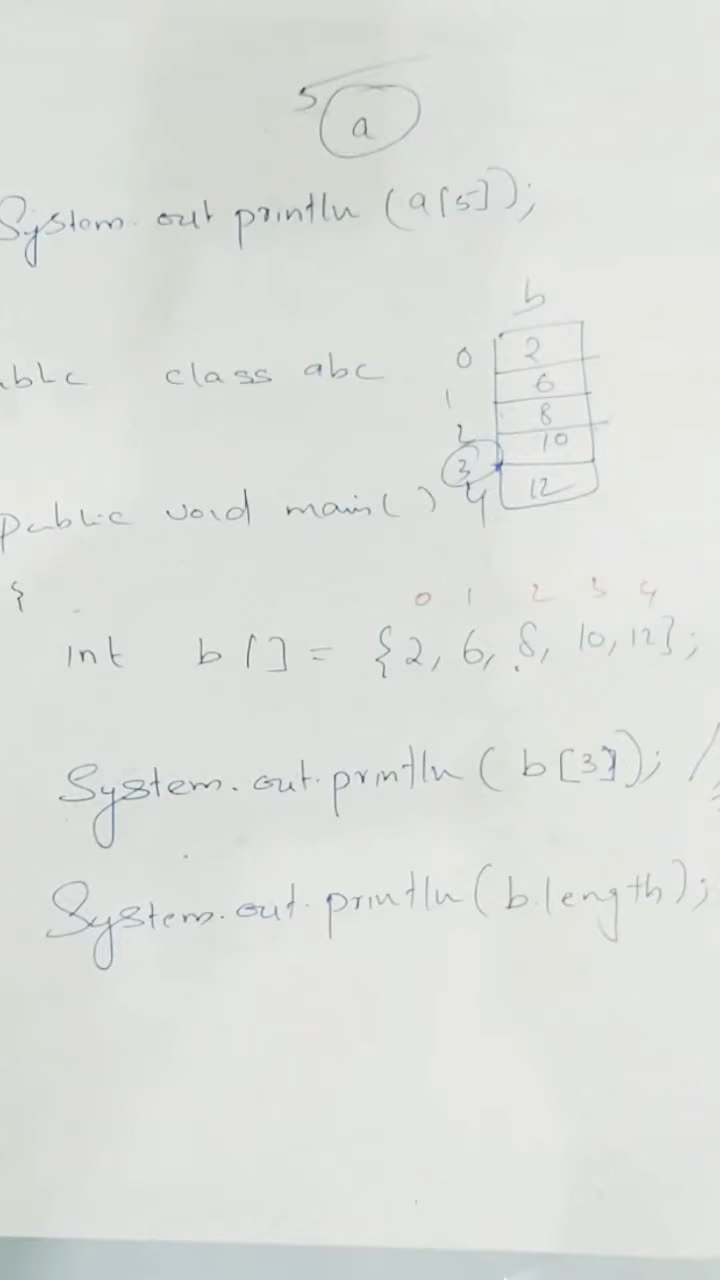 5
a
System.out println (a[5]);
b
0 2
1 6
2 8
3 10
4 12
ablc class abc
public void main()
{
0 1 2 3 4
int b[] = {2, 6, 8, 10, 12};
System.out.println (b[3]);
System.out.println (b.length);